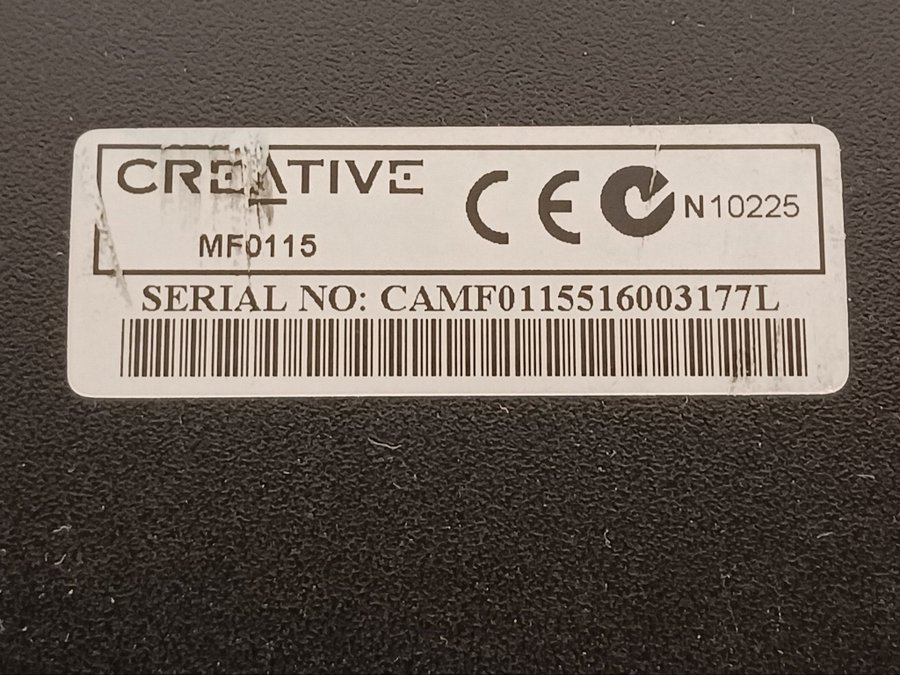 CREATIVE
CE N10225
MF0115
SERIAL NO: CAMF0115516003177L